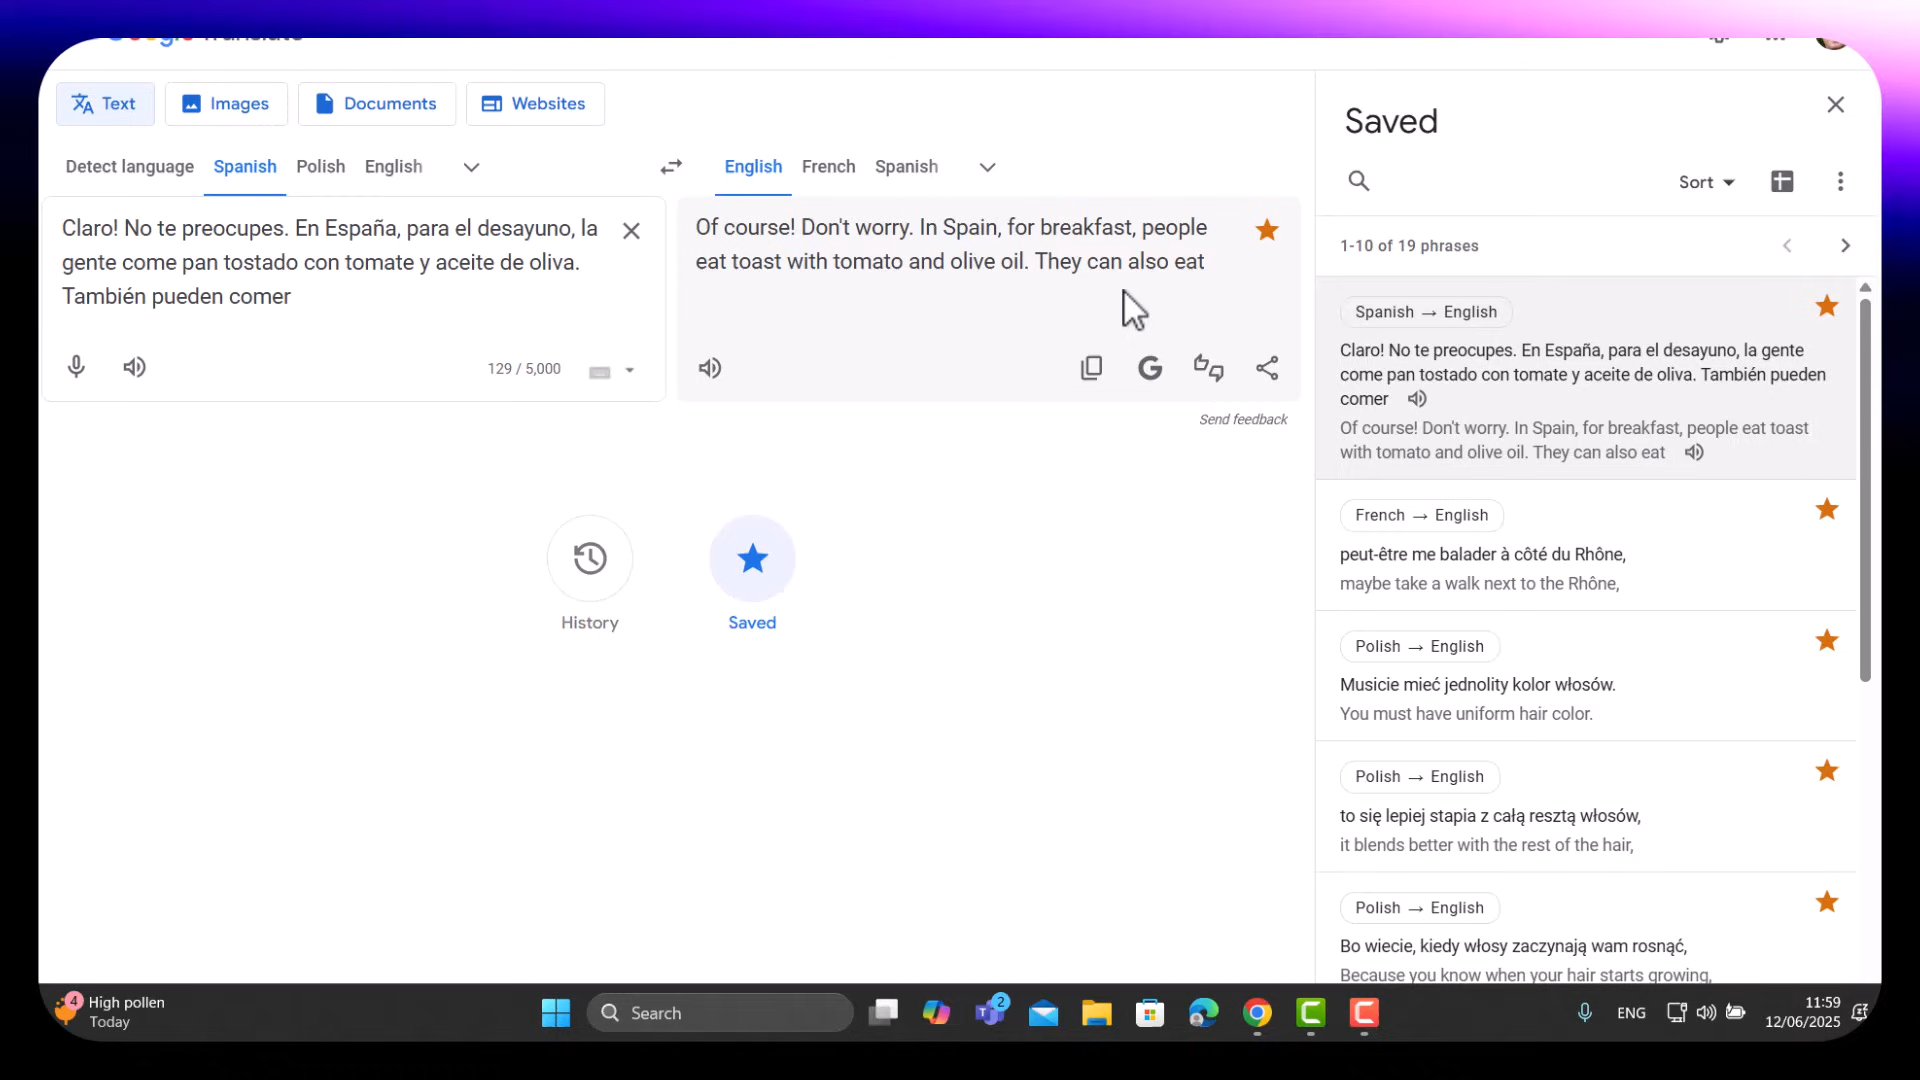 Google Translate
Text
Images
Documents
Websites
Detect language
Spanish
Polish
English
English
French
Spanish
Claro! No te preocupes. En España, para el desayuno, la
gente come pan tostado con tomate y aceite de oliva.
También pueden comer
129 / 5,000
Of course! Don't worry. In Spain, for breakfast, people
eat toast with tomato and olive oil. They can also eat
Send feedback
History
Saved
Saved
Sort
1-10 of 19 phrases
Spanish → English
Claro! No te preocupes. En España, para el desayuno, la gente
come pan tostado con tomate y aceite de oliva. También pueden
comer
Of course! Don't worry. In Spain, for breakfast, people eat toast
with tomato and olive oil. They can also eat
French → English
peut-être me balader à côté du Rhône,
maybe take a walk next to the Rhône,
Polish → English
Musicie mieć jednolity kolor włosów.
You must have uniform hair color.
Polish → English
to się lepiej stapia z całą resztą włosów,
it blends better with the rest of the hair,
Polish → English
Bo wiecie, kiedy włosy zaczynają wam rosnąć,
Because you know when your hair starts growing,
4
High pollen
Today
Search
2
ENG
11:59
12/06/2025